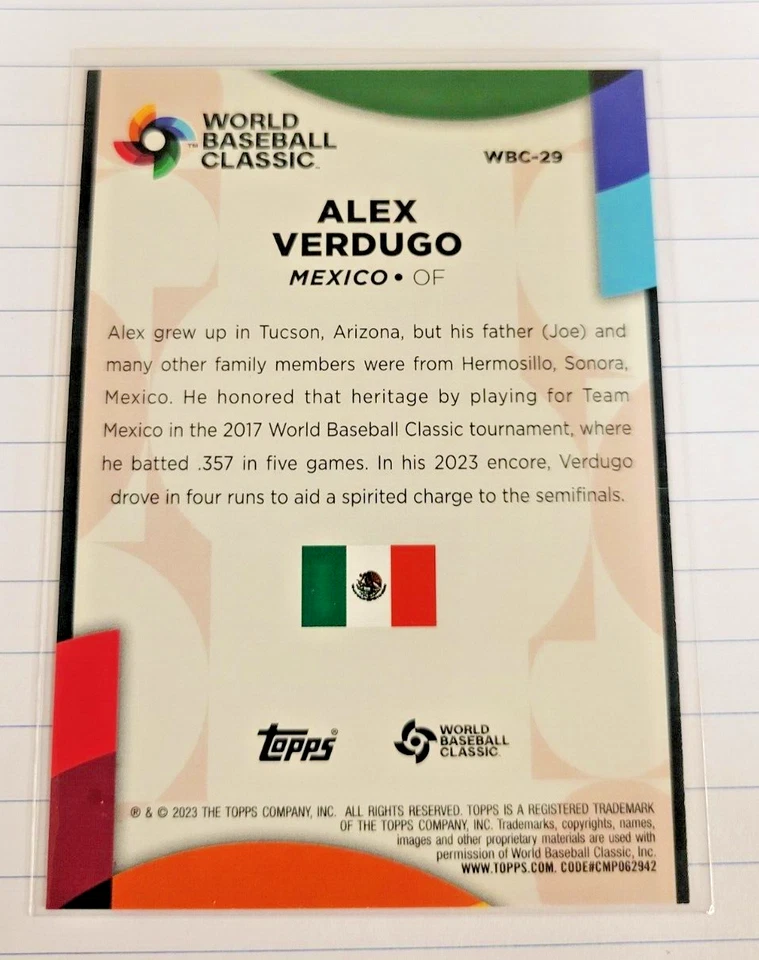 WORLD
™ BASEBALL
CLASSIC™
WBC-29
ALEX
VERDUGO
MEXICO • OF
Alex grew up in Tucson, Arizona, but his father (Joe) and
many other family members were from Hermosillo, Sonora,
Mexico. He honored that heritage by playing for Team
Mexico in the 2017 World Baseball Classic tournament, where
he batted .357 in five games. In his 2023 encore, Verdugo
drove in four runs to aid a spirited charge to the semifinals.
topps®
WORLD
BASEBALL
CLASSIC
® & © 2023 THE TOPPS COMPANY, INC. ALL RIGHTS RESERVED. TOPPS IS A REGISTERED TRADEMARK
OF THE TOPPS COMPANY, INC. Trademarks, copyrights, names,
images and other proprietary materials are used with
permission of World Baseball Classic, Inc.
WWW.TOPPS.COM. CODE#CMP062942